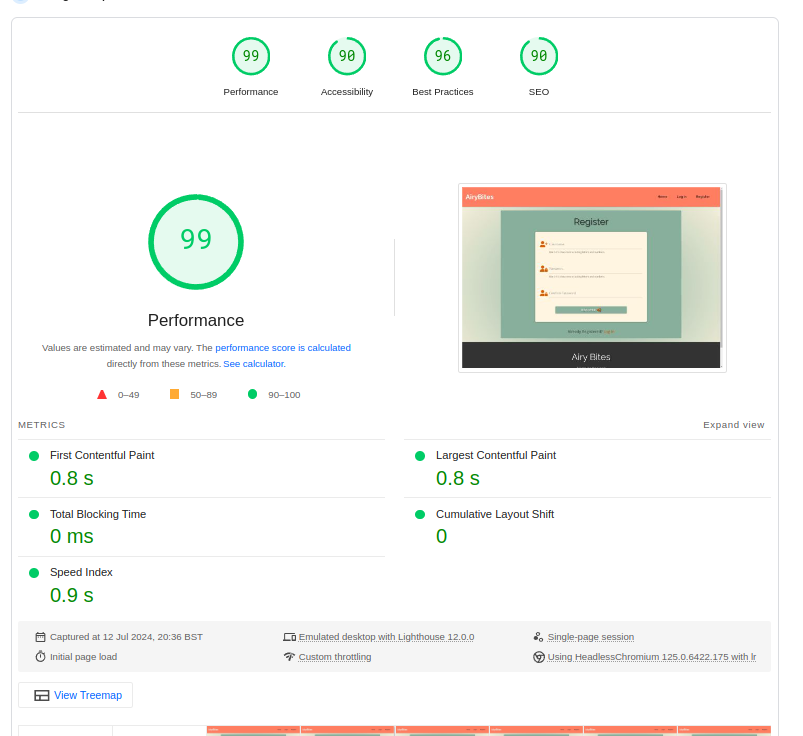 99 90 96 90
Performance Accessibility Best Practices SEO
99
Performance
Values are estimated and may vary. The performance score is calculated
directly from these metrics. See calculator.
0–49 50–89 90–100
AiryBites Home Log in Register
Register
Airy Bites
METRICS Expand view
First Contentful Paint
0.8 s
Largest Contentful Paint
0.8 s
Total Blocking Time
0 ms
Cumulative Layout Shift
0
Speed Index
0.9 s
Captured at 12 Jul 2024, 20:36 BST
Emulated desktop with Lighthouse 12.0.0
Single-page session
Initial page load
Custom throttling
Using HeadlessChromium 125.0.6422.175 with lr
View Treemap